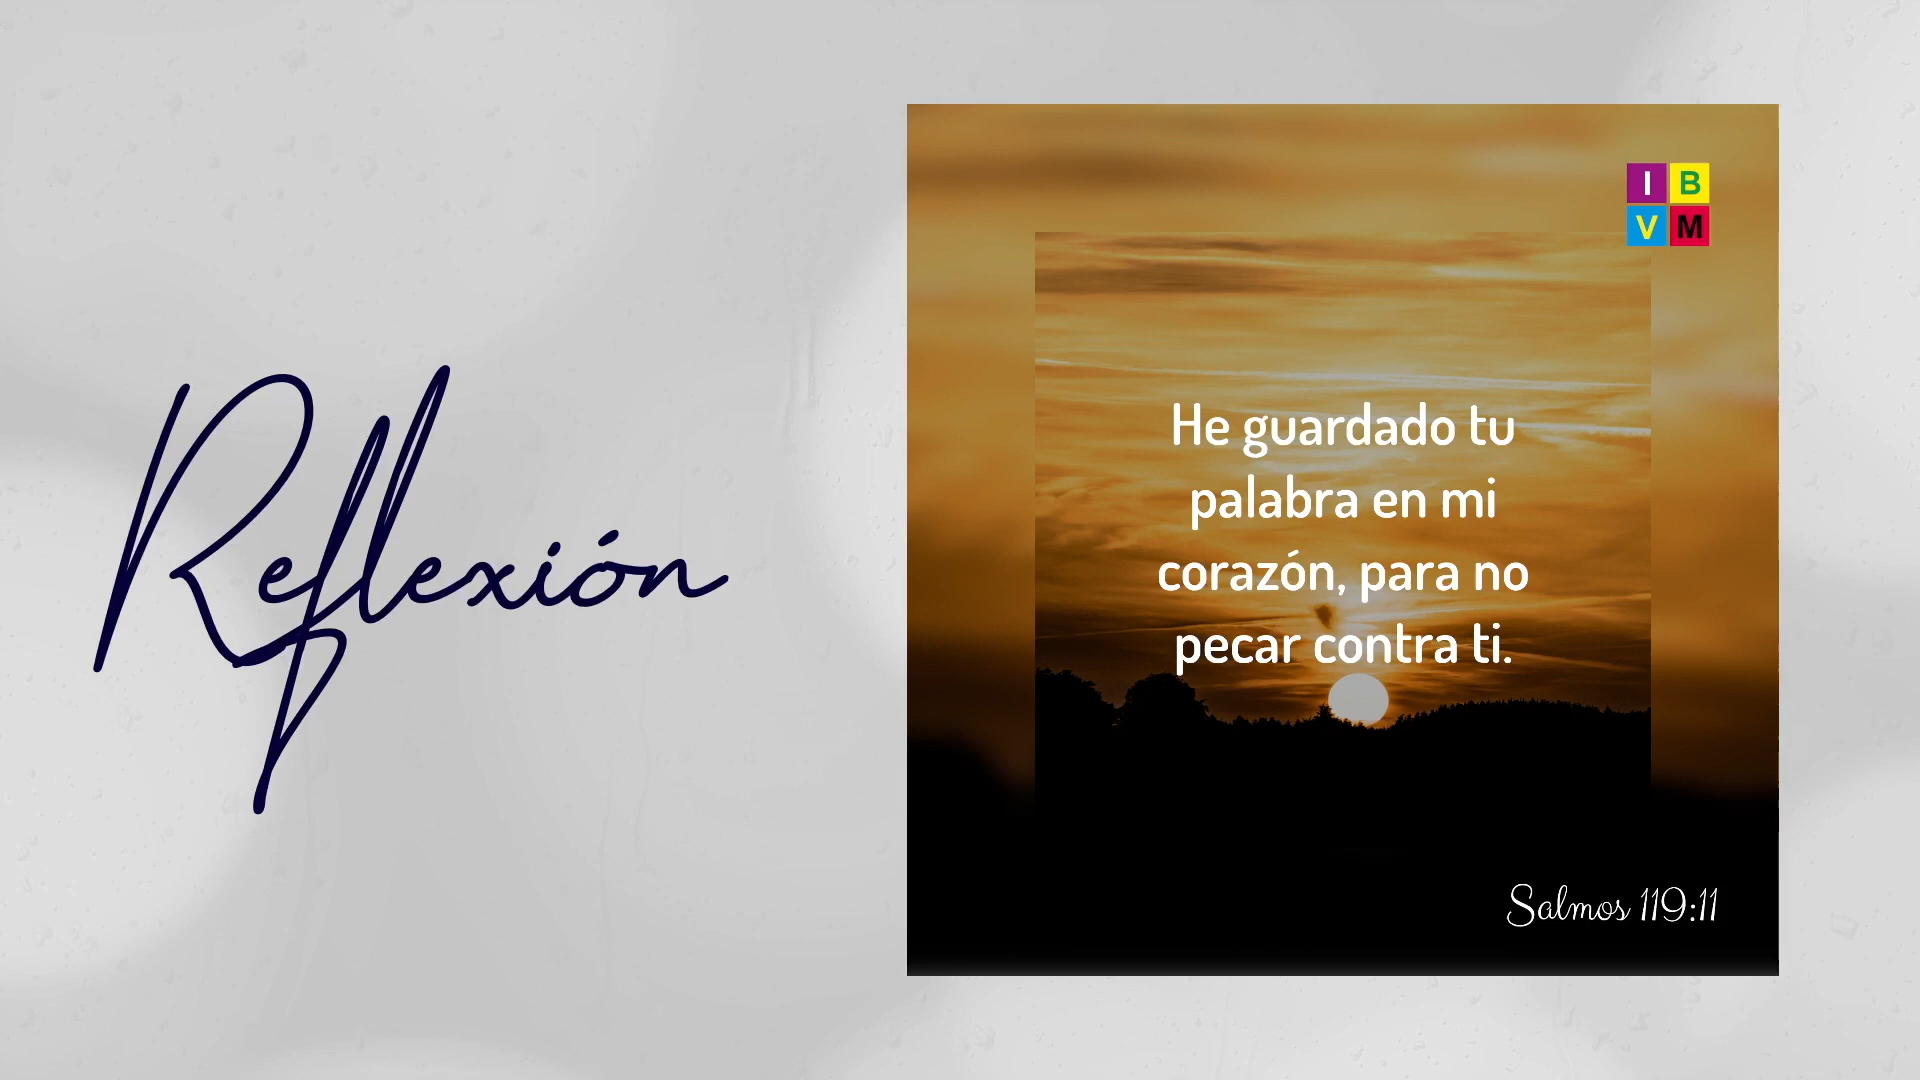 Reflexión
I B
V M
He guardado tu
palabra en mi
corazón, para no
pecar contra ti.
Salmos 119:11